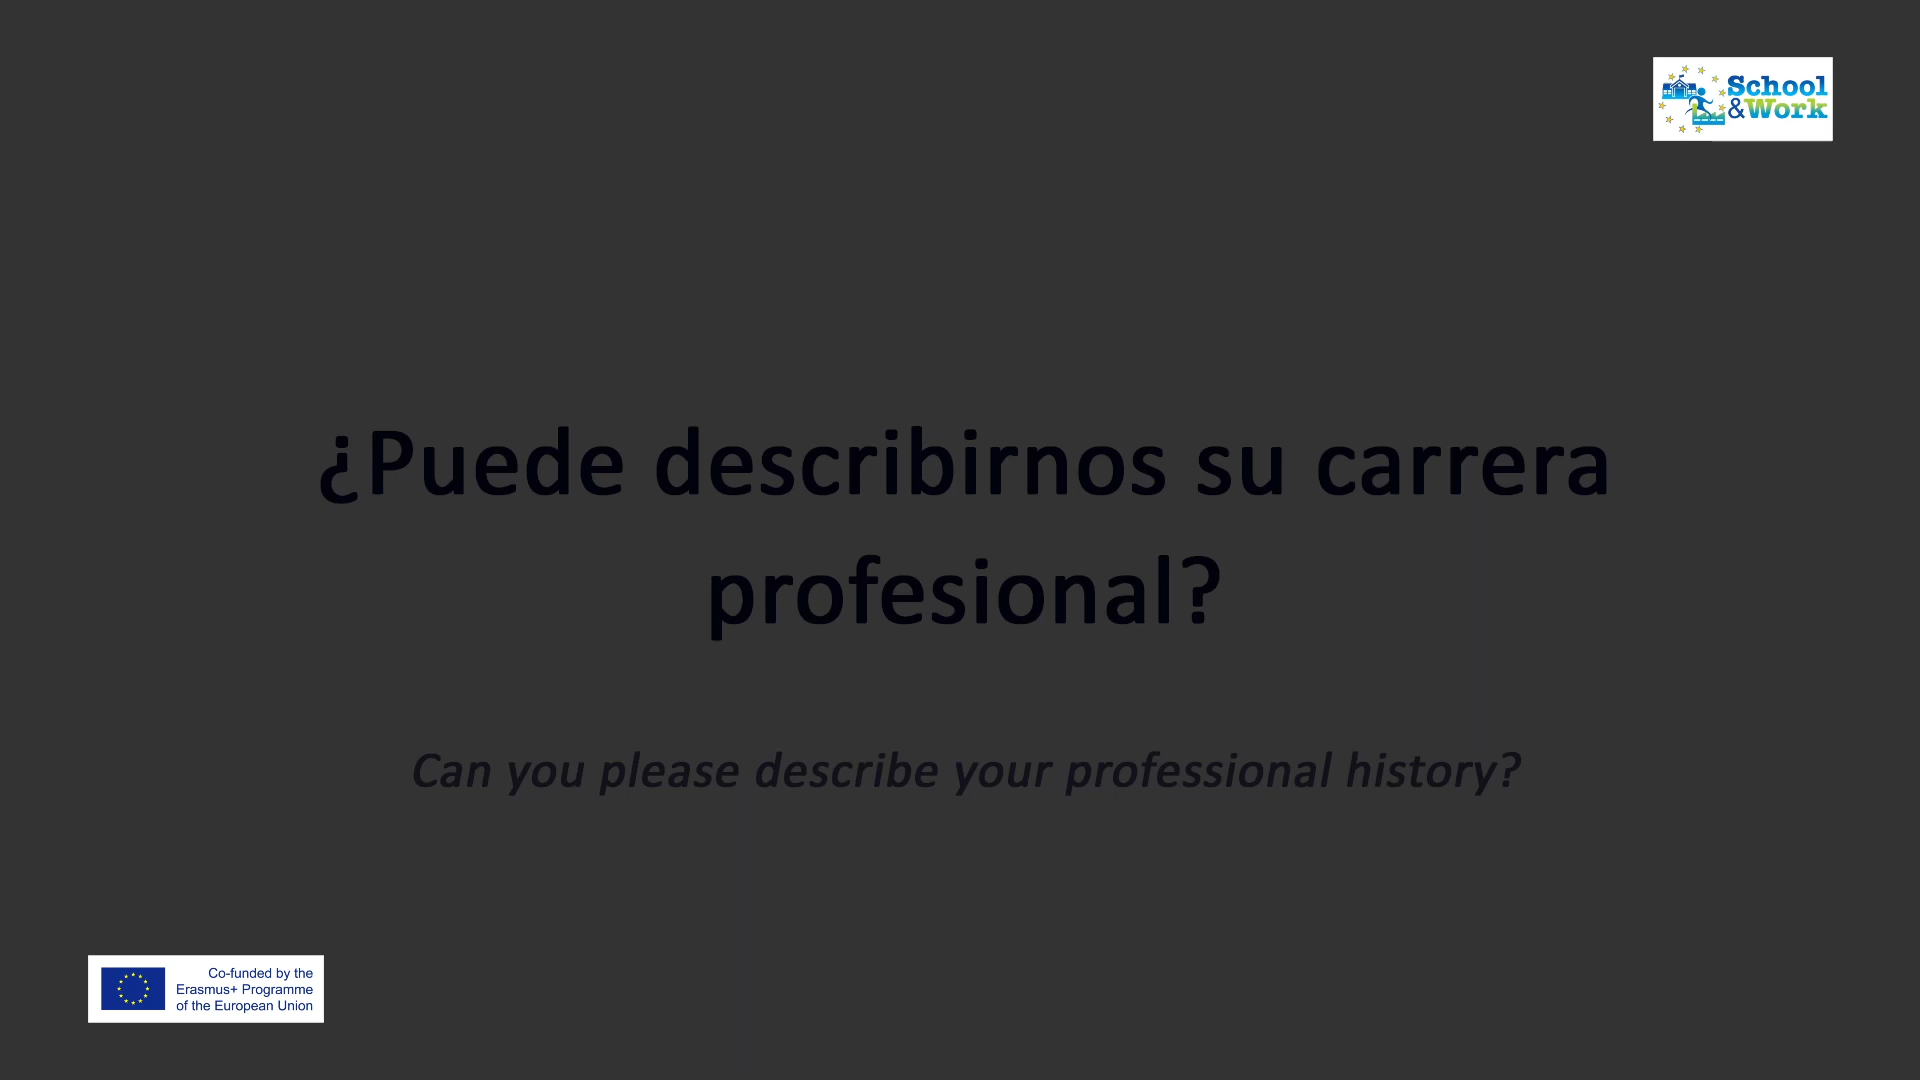 School
&Work
¿Puede describirnos su carrera
profesional?
Can you please describe your professional history?
Co-funded by the
Erasmus+ Programme
of the European Union